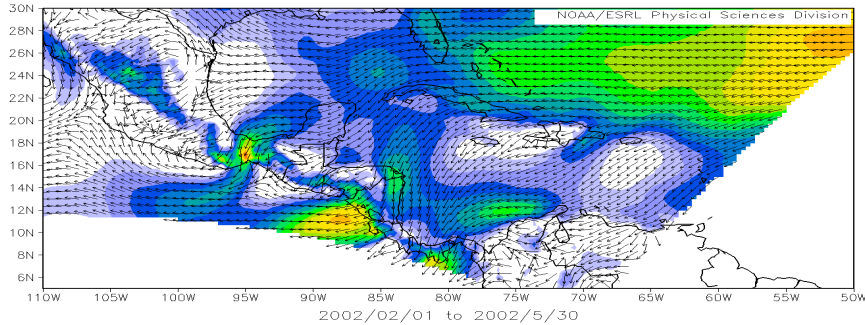 30N
NOAA/ESRL Physical Sciences Division
28N
26N
24N
22N
20N
18N
16N
14N
12N
10N
8N
6N
110W 105W 100W 95W 90W 85W 80W 75W 70W 65W 60W 55W 50W
2002/02/01 to 2002/5/30